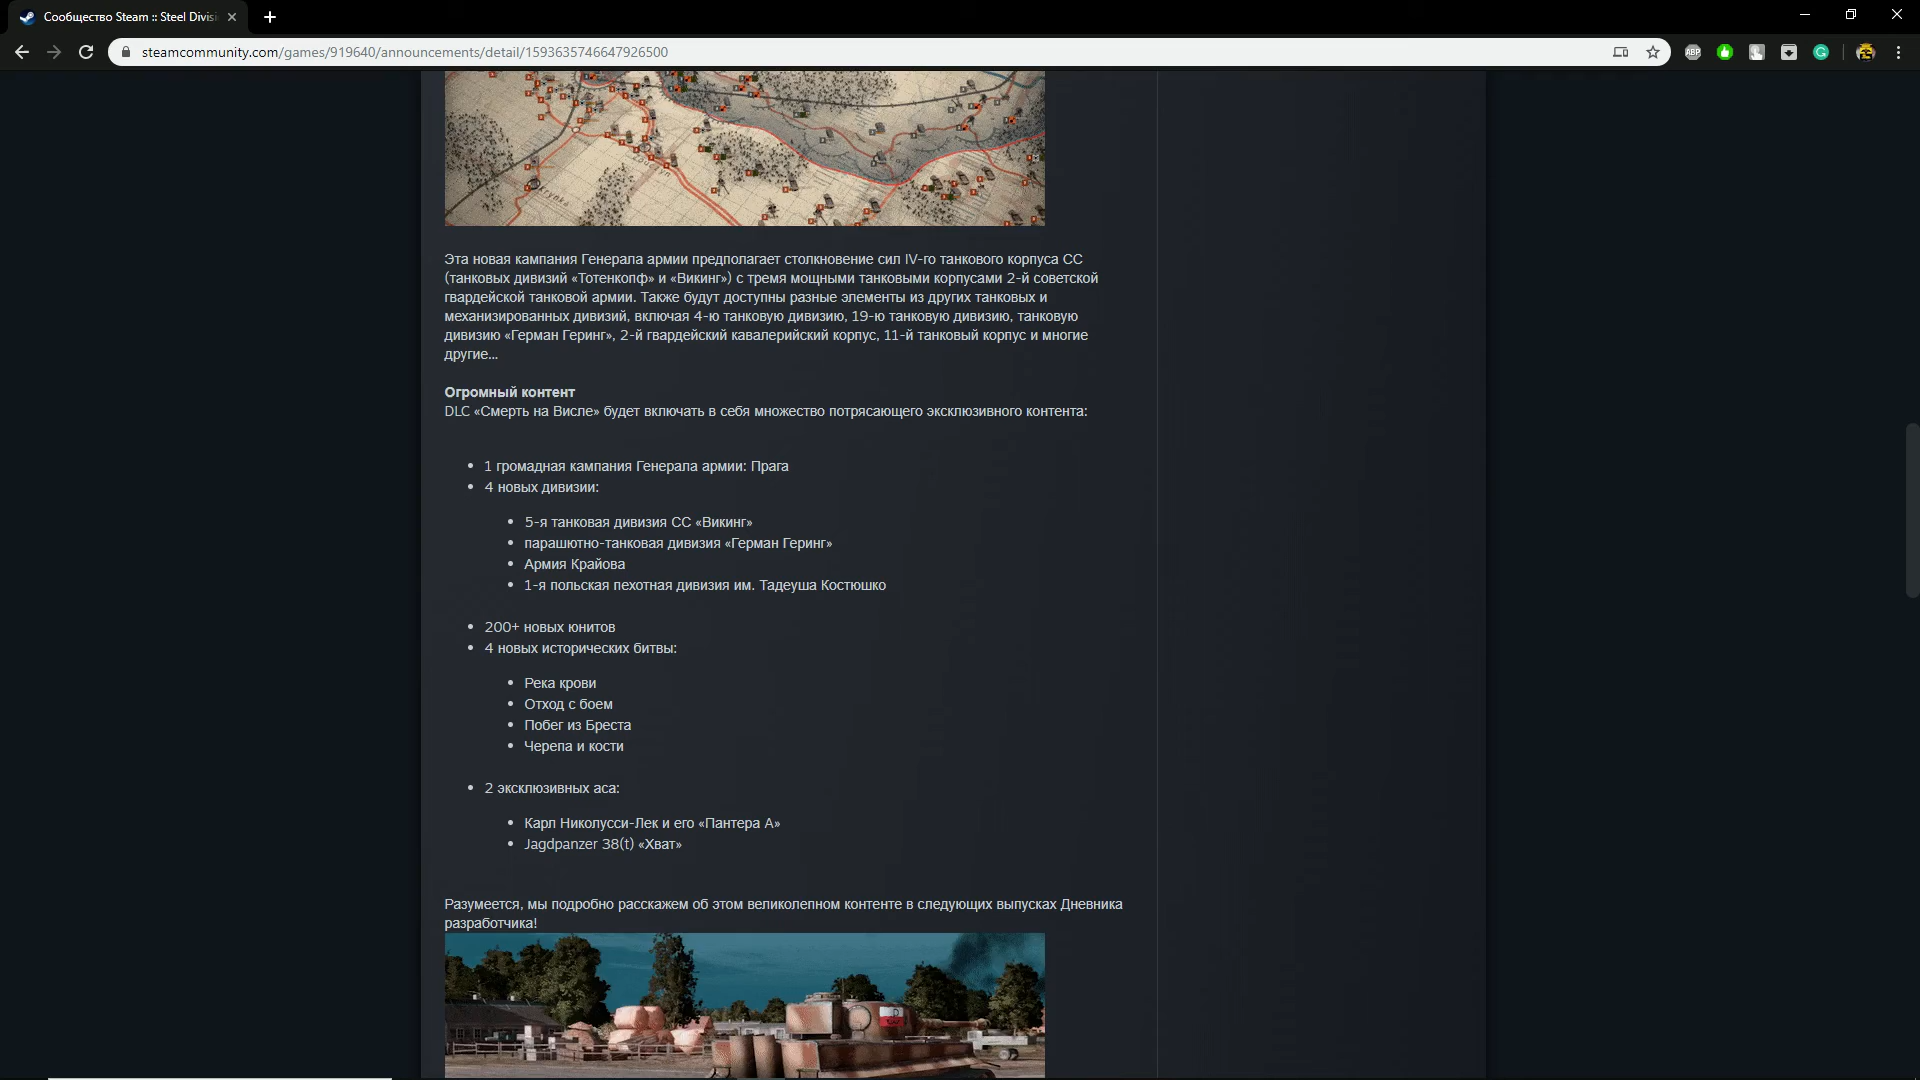 Сообщество Steam :: Steel Divisi
steamcommunity.com/games/919640/announcements/detail/1593635746647926500
ABP
Эта новая кампания Генерала армии предполагает столкновение сил IV-го танкового корпуса СС
(танковых дивизий «Тотенкопф» и «Викинг») с тремя мощными танковыми корпусами 2-й советской
гвардейской танковой армии. Также будут доступны разные элементы из других танковых и
механизированных дивизий, включая 4-ю танковую дивизию, 19-ю танковую дивизию, танковую
дивизию «Герман Геринг», 2-й гвардейский кавалерийский корпус, 11-й танковый корпус и многие
другие...
Огромный контент
DLC «Смерть на Висле» будет включать в себя множество потрясающего эксклюзивного контента:
1 громадная кампания Генерала армии: Прага
4 новых дивизии:
5-я танковая дивизия СС «Викинг»
парашютно-танковая дивизия «Герман Геринг»
Армия Крайова
1-я польская пехотная дивизия им. Тадеуша Костюшко
200+ новых юнитов
4 новых исторических битвы:
Река крови
Отход с боем
Побег из Бреста
Черепа и кости
2 эксклюзивных аса:
Карл Николусси-Лек и его «Пантера А»
Jagdpanzer 38(t) «Хват»
Разумеется, мы подробно расскажем об этом великолепном контенте в следующих выпусках Дневника
разработчика!